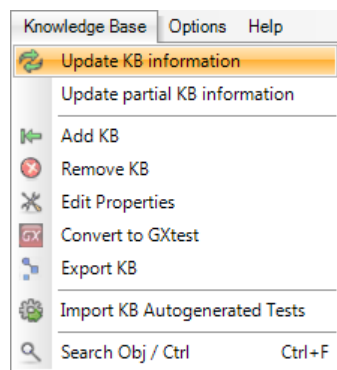 Knowledge Base Options Help
Update KB information
Update partial KB information
Add KB
Remove KB
Edit Properties
GX Convert to GXtest
Export KB
Import KB Autogenerated Tests
Search Obj / Ctrl Ctrl+F